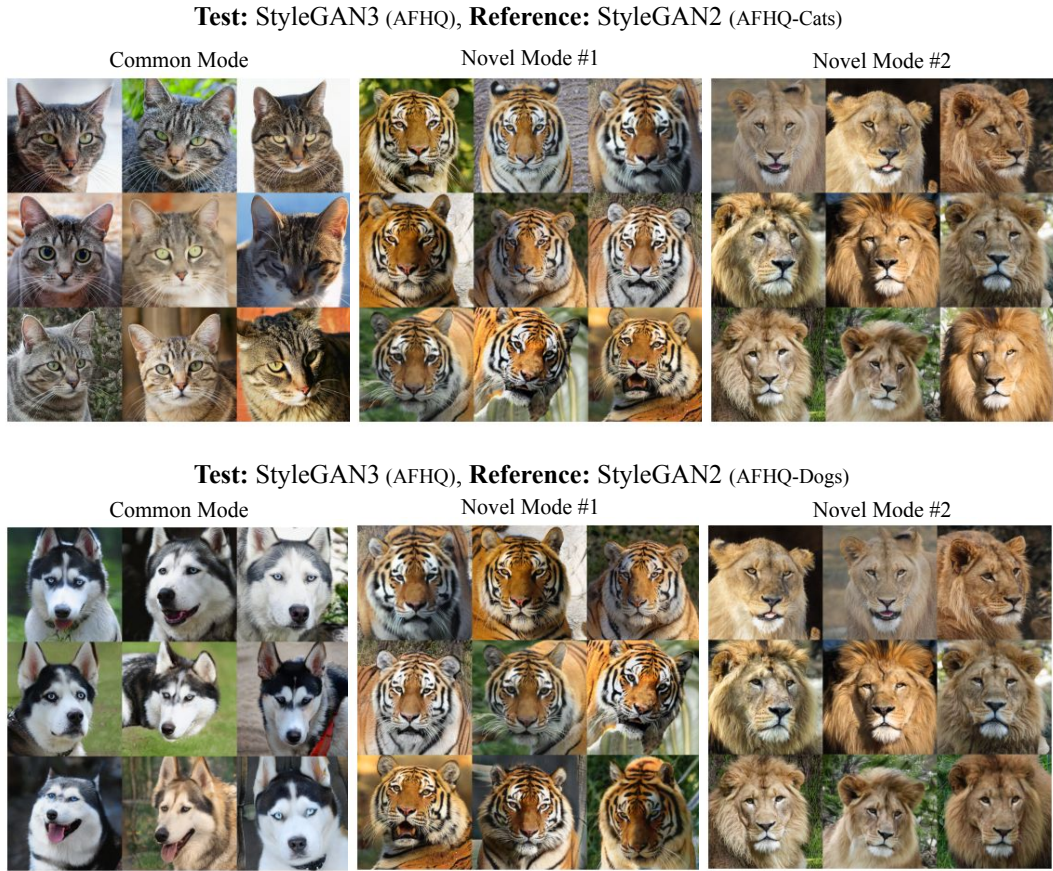 Test: StyleGAN3 (AFHQ), Reference: StyleGAN2 (AFHQ-Cats)
Common Mode
Novel Mode #1
Novel Mode #2
Test: StyleGAN3 (AFHQ), Reference: StyleGAN2 (AFHQ-Dogs)
Common Mode
Novel Mode #1
Novel Mode #2